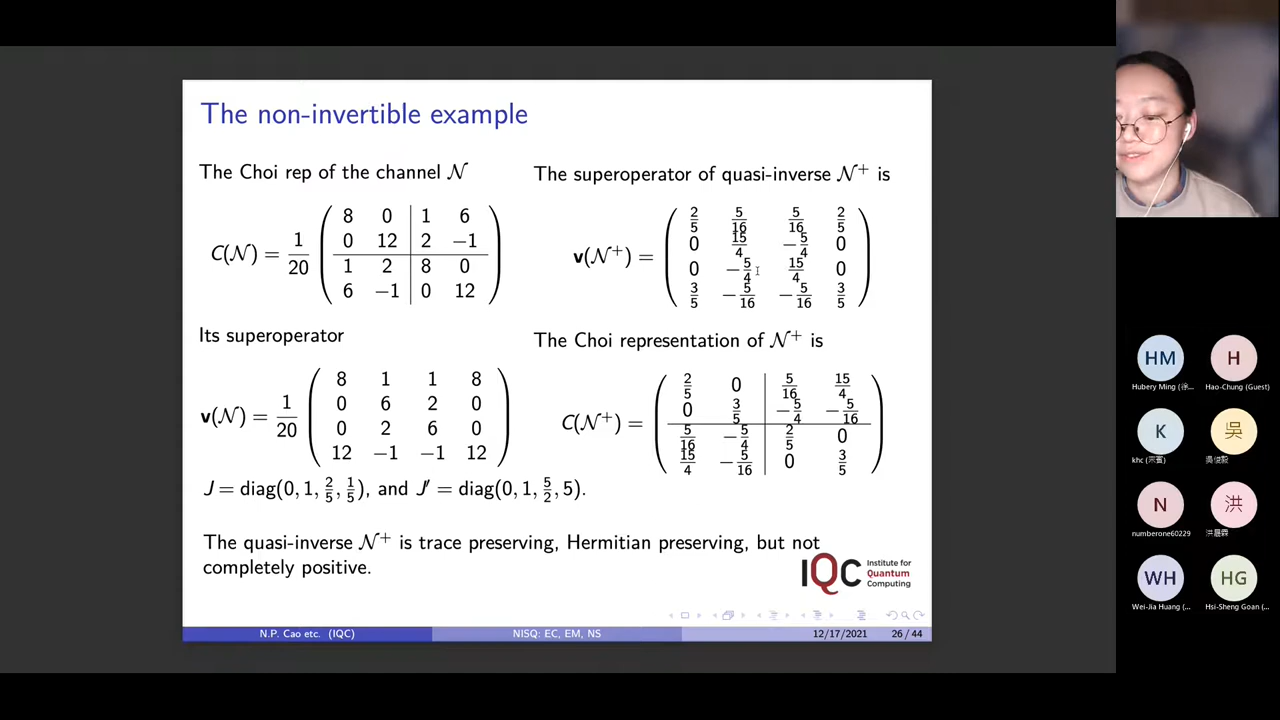 The non-invertible example
The Choi rep of the channel 𝒩
C(𝒩) = 1/20 ( 8 0 | 1 6
0 12 | 2 −1
1 2 | 8 0
6 −1 | 0 12 )
Its superoperator
v(𝒩) = 1/20 ( 8 1 1 8
0 6 2 0
0 2 6 0
12 −1 −1 12 )
J = diag(0, 1, 2/5, 1/5), and J′ = diag(0, 1, 5/2, 5).
The superoperator of quasi-inverse 𝒩⁺ is
v(𝒩⁺) = ( 2/5 5/16 5/16 2/5
0 15/4 −5/4 0
0 −5/4 15/4 0
3/5 −5/16 −5/16 3/5 )
The Choi representation of 𝒩⁺ is
C(𝒩⁺) = ( 2/5 0 | 5/16 15/4
0 3/5 | −5/4 −5/16
5/16 −5/4 | 2/5 0
15/4 −5/16 | 0 3/5 )
The quasi-inverse 𝒩⁺ is trace preserving, Hermitian preserving, but not
completely positive.
IQC Institute for
Quantum
Computing
N.P. Cao etc. (IQC) NISQ: EC, EM, NS 12/17/2021 26 / 44
HM H
Hubery Ming (徐... Hao-Chung (Guest)
K 吳
khc
N 洪
numberone60229
WH HG
Wei-Jia Huang (... Hsi-Sheng Goan (...